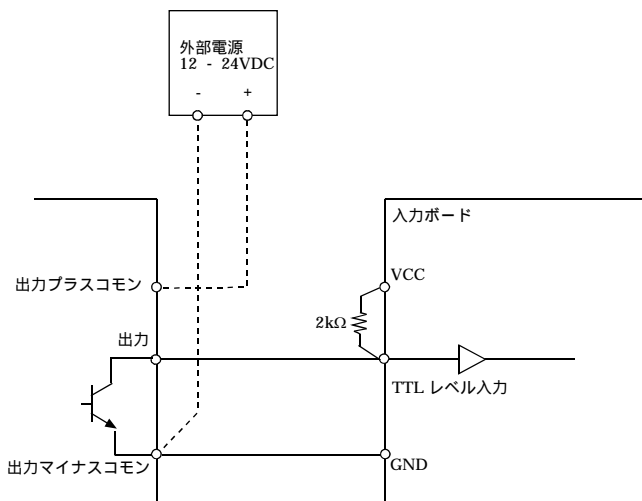 外部電源
12 - 24VDC
- +
入力ボード
出力プラスコモン
VCC
2kΩ
出力
TTL レベル入力
出力マイナスコモン
GND